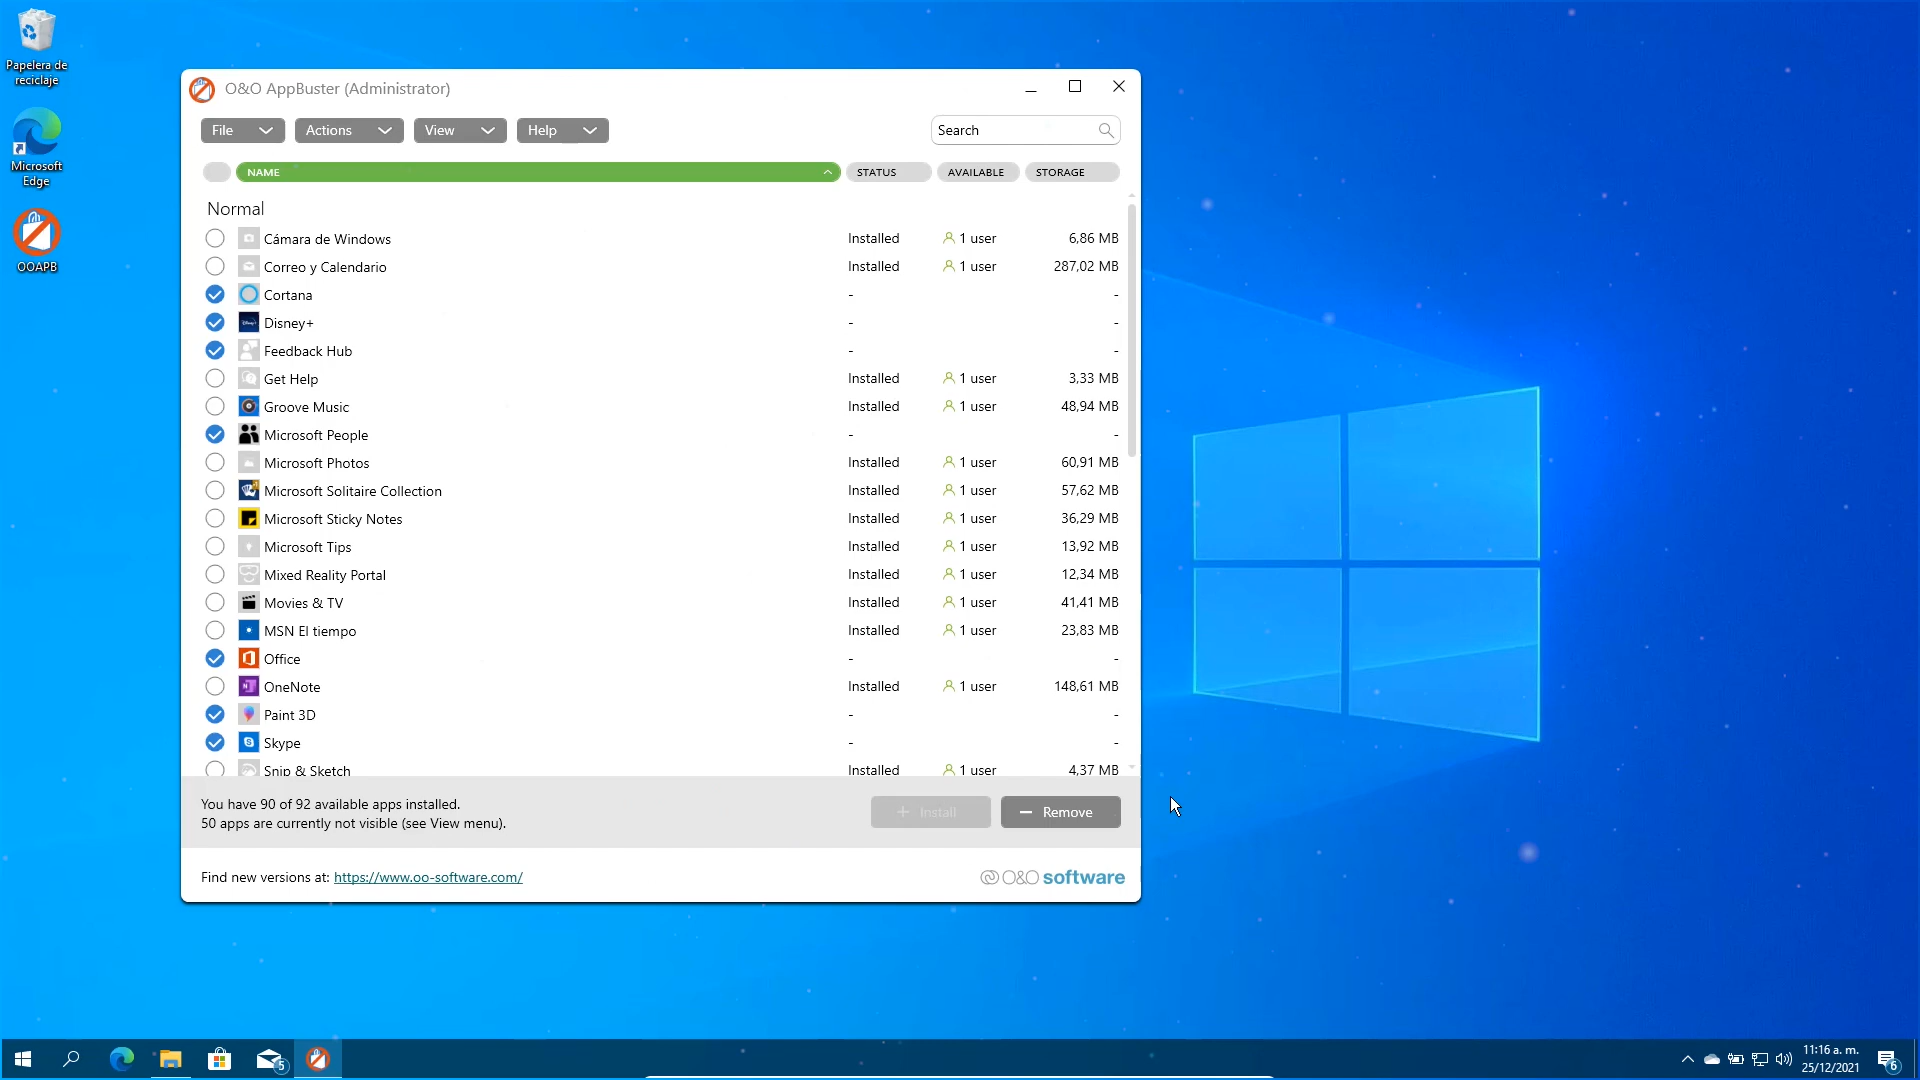 Papelera de
reciclaje
Microsoft
Edge
OOAPB
O&O AppBuster (Administrator)
File Actions View Help Search
NAME STATUS AVAILABLE STORAGE
Normal
Cámara de Windows Installed 1 user 6,86 MB
Correo y Calendario Installed 1 user 287,02 MB
Cortana - -
Disney+ - -
Feedback Hub - -
Get Help Installed 1 user 3,33 MB
Groove Music Installed 1 user 48,94 MB
Microsoft People - -
Microsoft Photos Installed 1 user 60,91 MB
Microsoft Solitaire Collection Installed 1 user 57,62 MB
Microsoft Sticky Notes Installed 1 user 36,29 MB
Microsoft Tips Installed 1 user 13,92 MB
Mixed Reality Portal Installed 1 user 12,34 MB
Movies & TV Installed 1 user 41,41 MB
MSN El tiempo Installed 1 user 23,83 MB
Office - -
OneNote Installed 1 user 148,61 MB
Paint 3D - -
Skype - -
Snip & Sketch Installed 1 user 4,37 MB
You have 90 of 92 available apps installed.
50 apps are currently not visible (see View menu).
+ Install − Remove
Find new versions at: https://www.oo-software.com/
O&O software
5
11:16 a. m.
25/12/2021
6